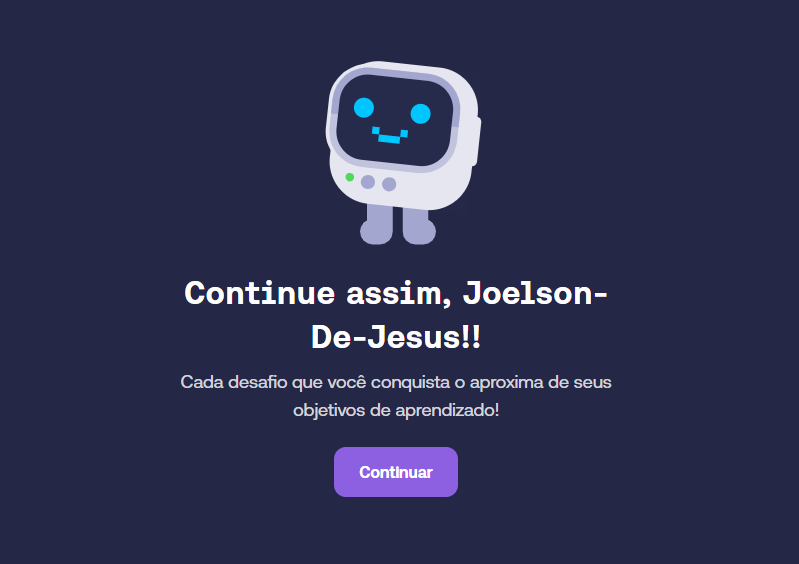 Continue assim, Joelson-
De-Jesus!!
Cada desafio que você conquista o aproxima de seus
objetivos de aprendizado!
Continuar